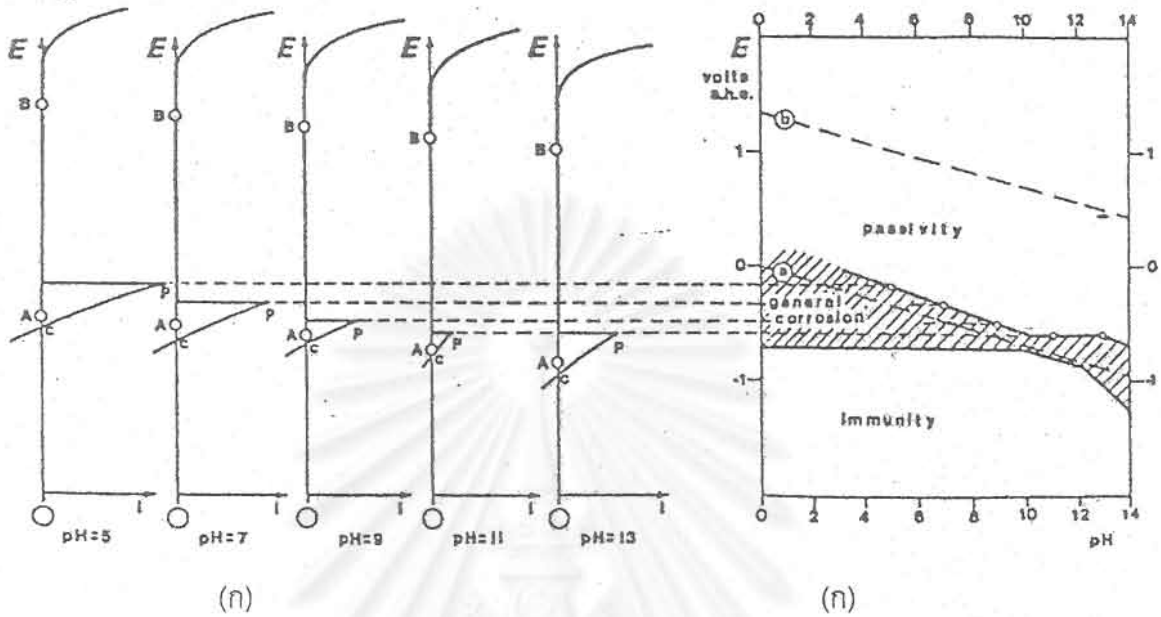 E E E E E
B B B B B
A A A A A
c c c c c
P P P P P
i i i i i
pH=5 pH=7 pH=9 pH=11 pH=13
(ก)
0 2 4 6 8 10 12 14
E
volts
s.h.e.
b
1 1
passivity
0 a 0
general
corrosion
-1 -1
immunity
0 2 4 6 8 10 12 14
pH
(ก)